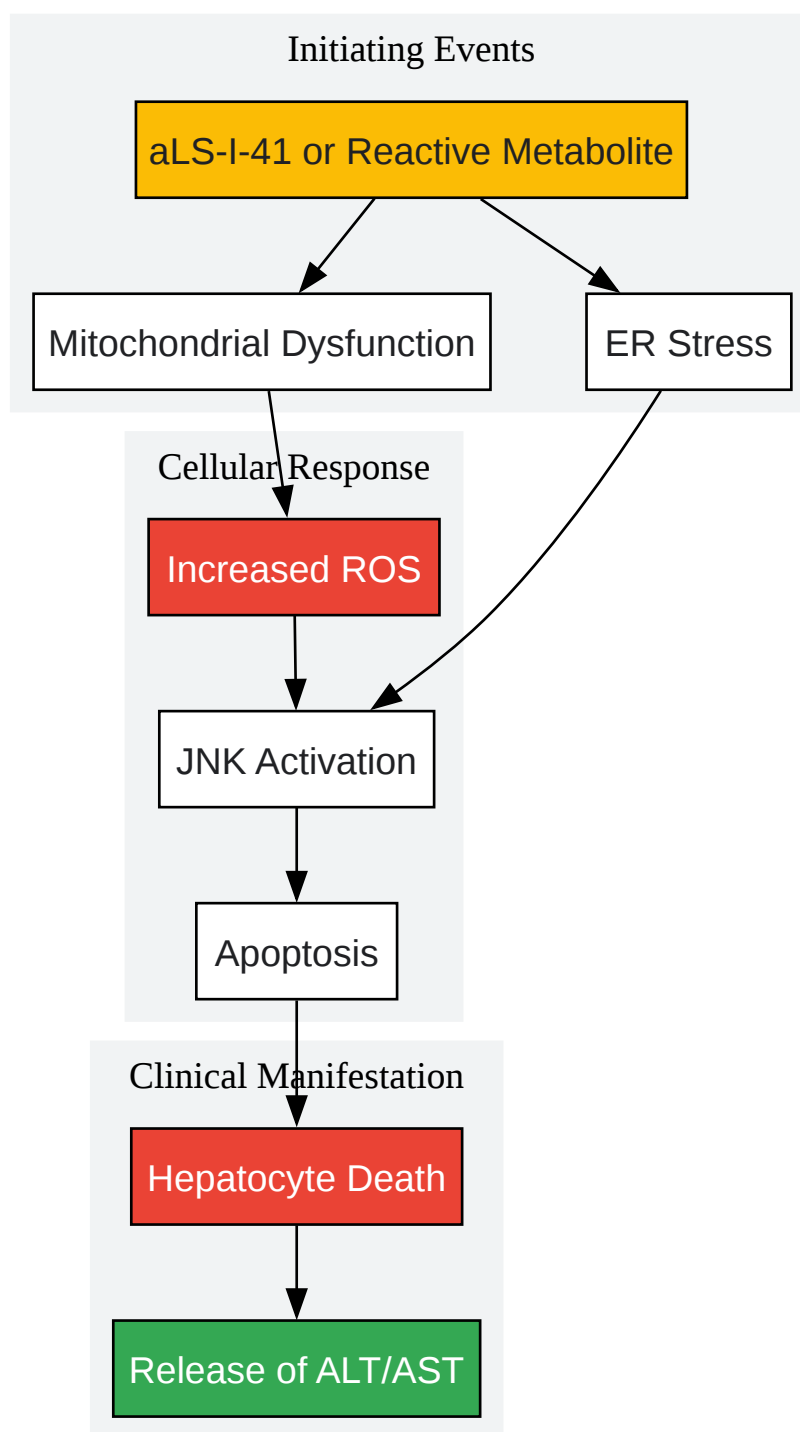 Initiating Events
aLS-I-41 or Reactive Metabolite
Mitochondrial Dysfunction
ER Stress
Cellular Response
Increased ROS
JNK Activation
Apoptosis
Clinical Manifestation
Hepatocyte Death
Release of ALT/AST